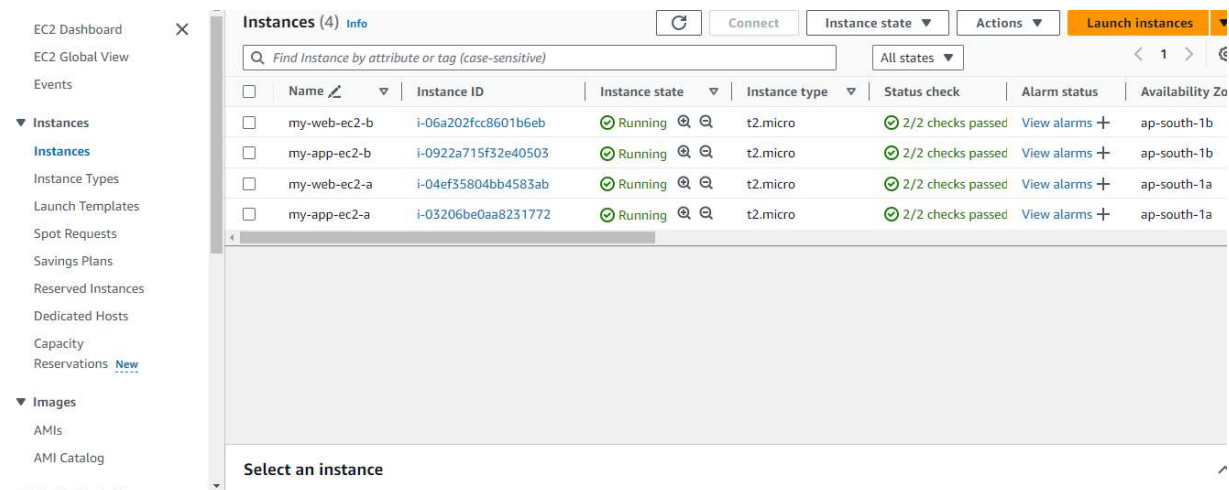 EC2 Dashboard
EC2 Global View
Events
Instances
Instances
Instance Types
Launch Templates
Spot Requests
Savings Plans
Reserved Instances
Dedicated Hosts
Capacity
Reservations New
Images
AMIs
AMI Catalog
Instances (4) Info
Connect
Instance state
Actions
Launch instances
Find Instance by attribute or tag (case-sensitive)
All states
1
Name Instance ID Instance state Instance type Status check Alarm status Availability Zo
my-web-ec2-b i-06a202fcc8601b6eb Running t2.micro 2/2 checks passed View alarms + ap-south-1b
my-app-ec2-b i-0922a715f32e40503 Running t2.micro 2/2 checks passed View alarms + ap-south-1b
my-web-ec2-a i-04ef35804bb4583ab Running t2.micro 2/2 checks passed View alarms + ap-south-1a
my-app-ec2-a i-03206be0aa8231772 Running t2.micro 2/2 checks passed View alarms + ap-south-1a
Select an instance